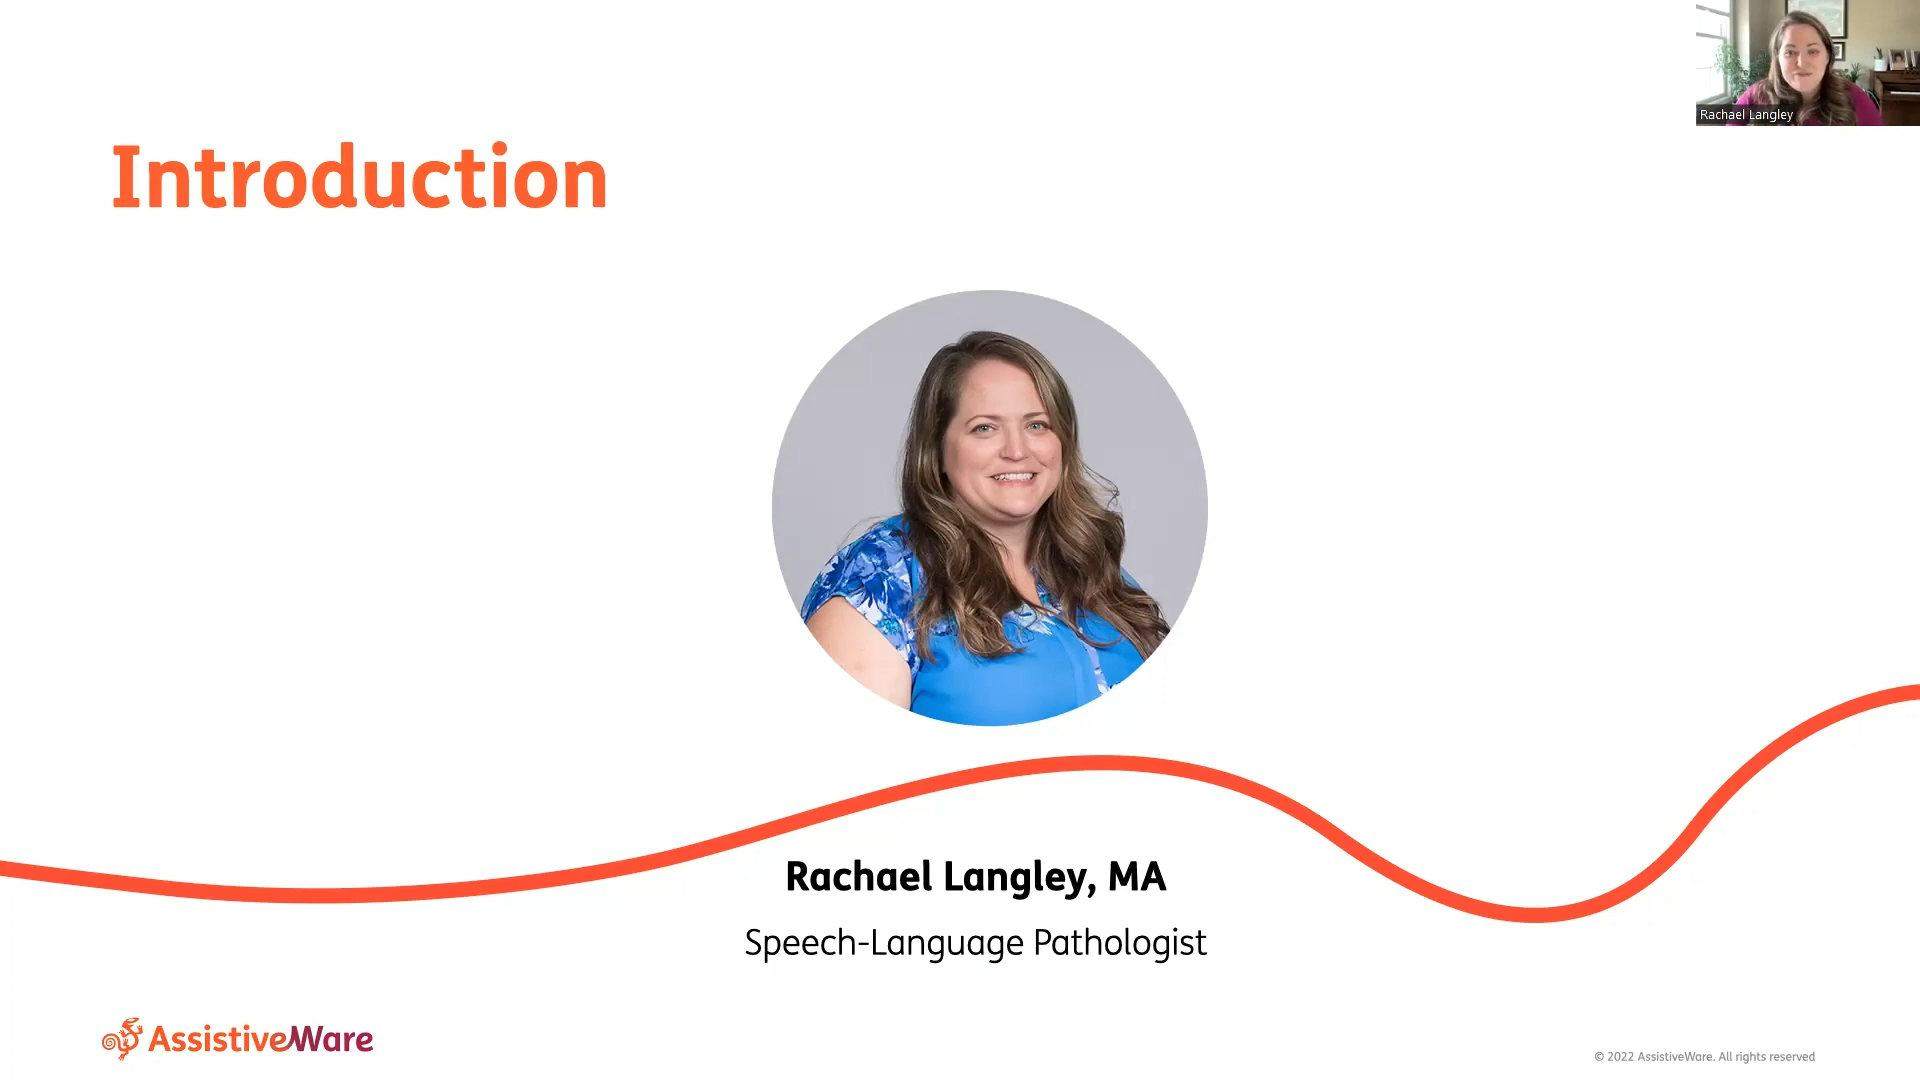 Rachael Langley
Introduction
Rachael Langley, MA
Speech-Language Pathologist
AssistiveWare
© 2022 AssistiveWare. All rights reserved